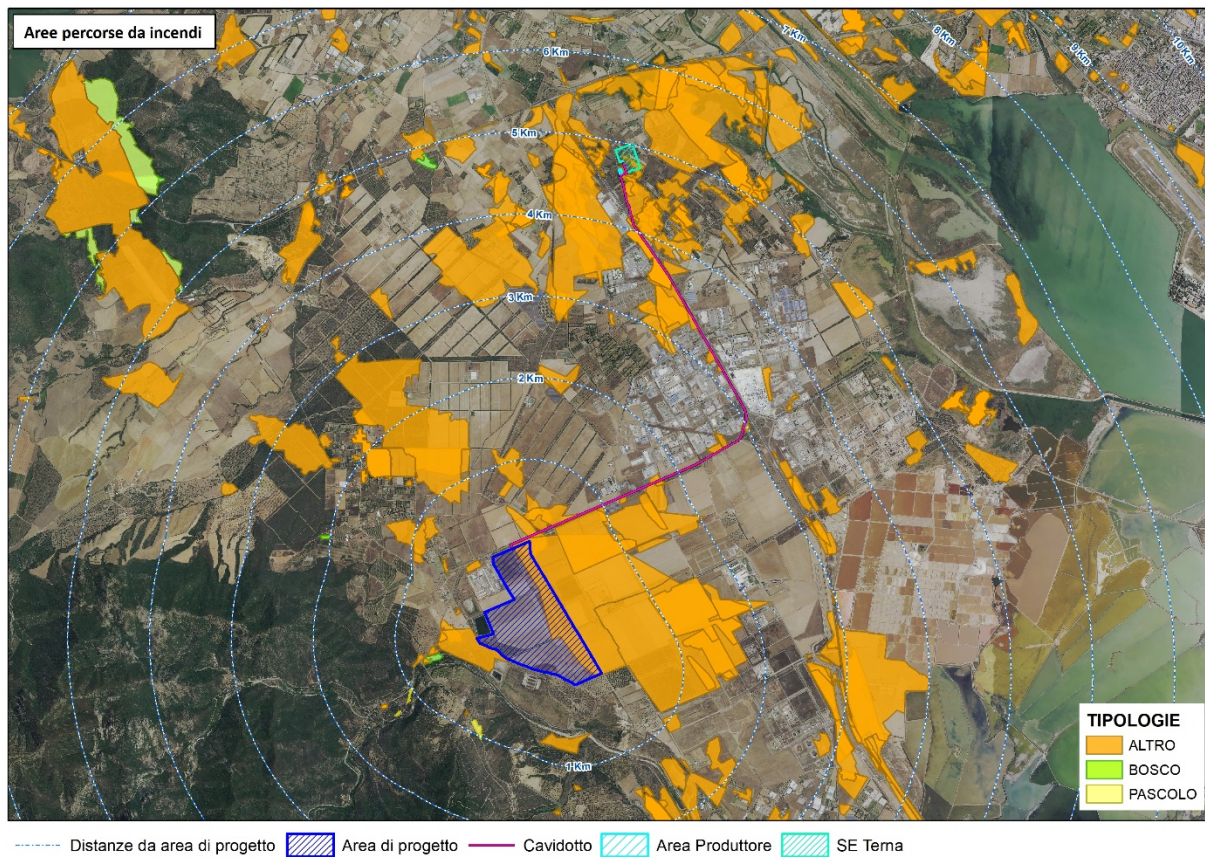 Aree percorse da incendi
6 Km
7 Km
8 Km
9 Km
10 Km
5 Km
4 Km
3 Km
2 Km
1 Km
TIPOLOGIE
ALTRO
BOSCO
PASCOLO
Distanze da area di progetto
Area di progetto
Cavidotto
Area Produttore
SE Terna